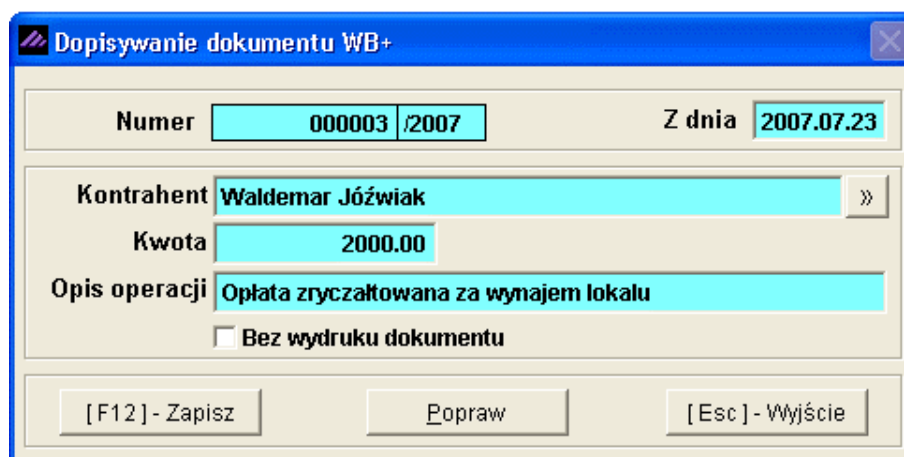 Dopisywanie dokumentu WB+
Numer 000003 /2007 Z dnia 2007.07.23
Kontrahent Waldemar Jóźwiak »
Kwota 2000.00
Opis operacji Opłata zryczałtowana za wynajem lokalu
Bez wydruku dokumentu
[F12] - Zapisz Popraw [Esc] - Wyjście